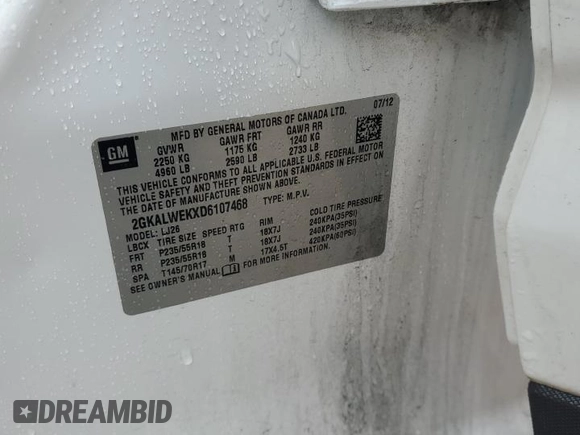 GM
MFD BY GENERAL MOTORS OF CANADA LTD. 07/12
GVWR GAWR FRT GAWR RR
2250 KG 1175 KG 1240 KG
4960 LB 2590 LB 2733 LB
THIS VEHICLE CONFORMS TO ALL APPLICABLE U.S. FEDERAL MOTOR
VEHICLE SAFETY AND THEFT PREVENTION STANDARDS IN EFFECT ON
THE DATE OF MANUFACTURE SHOWN ABOVE.
2GKALWEKXD6107468 TYPE: M.P.V.
MODEL: LJ26
LBCX TIRE SIZE SPEED RTG RIM COLD TIRE PRESSURE
FRT P235/55R18 T 18X7J 240KPA(35PSI)
RR P235/55R18 T 18X7J 240KPA(35PSI)
SPA T145/70R17 M 17X4.5T 420KPA(60PSI)
SEE OWNER'S MANUAL FOR MORE INFORMATION.
DREAMBID